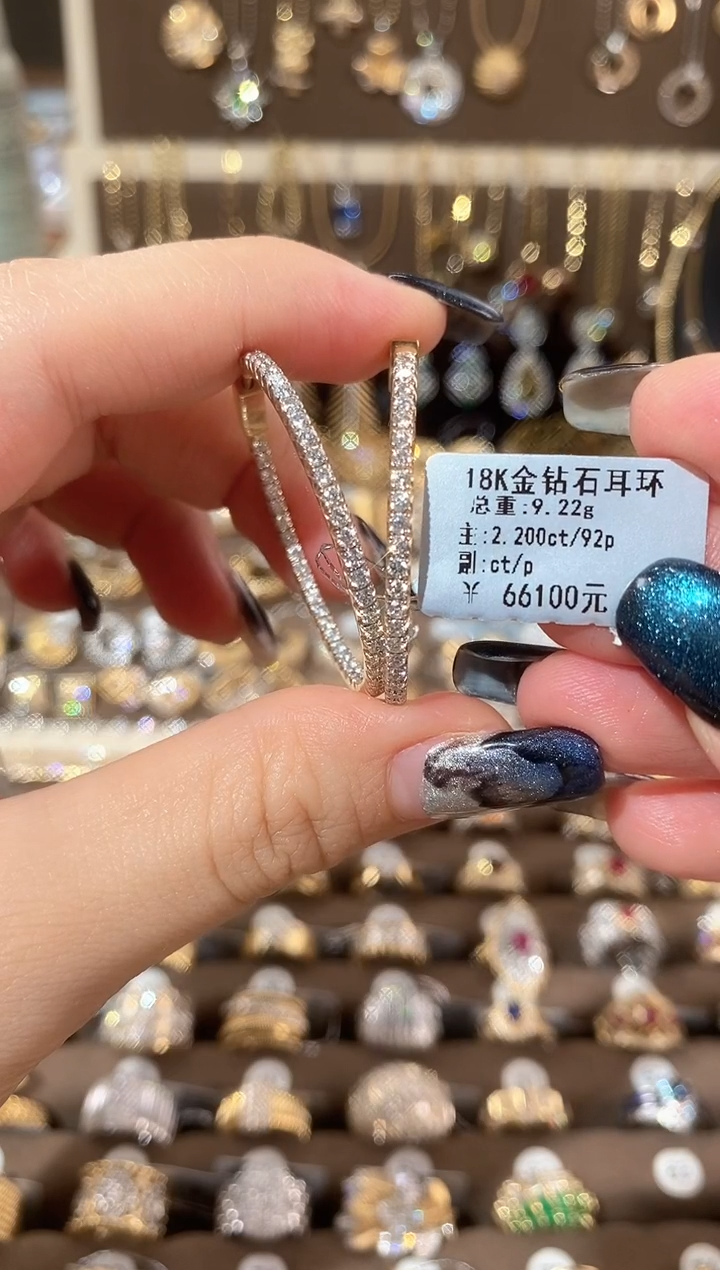 18K金钻石耳环
总重:9.22g
主:2.200ct/92p
副:ct/p
¥ 66100元